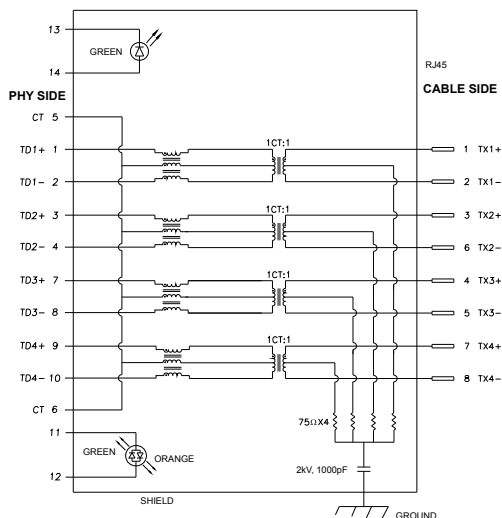 13
GREEN
14
RJ45
PHY SIDE
CABLE SIDE
CT 5
1CT:1
TD1+ 1
1 TX1+
TD1- 2
2 TX1-
1CT:1
TD2+ 3
3 TX2+
TD2- 4
6 TX2-
1CT:1
TD3+ 7
4 TX3+
TD3- 8
5 TX3-
1CT:1
TD4+ 9
7 TX4+
TD4- 10
8 TX4-
CT 6
75ΩX4
11
GREEN
ORANGE
12
2kV, 1000pF
SHIELD
GROUND